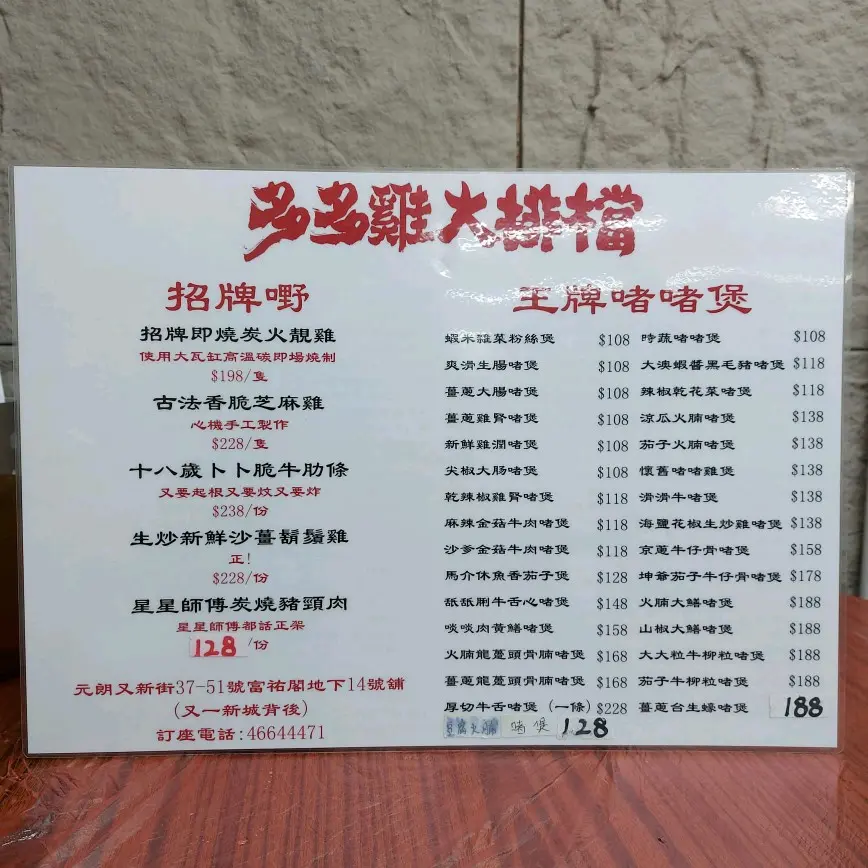 多多雞大排檔
招牌嘢
招牌即燒炭火靚雞
使用大瓦缸高溫碳即場燒制
$198/隻
古法香脆芝麻雞
心機手工製作
$228/隻
十八歲卜卜脆牛肋條
又要起根又要炆又要炸
$238/份
生炒新鮮沙薑鬍鬚雞
正!
$228/份
星星師傅炭燒豬頸肉
星星師傅都話正架
128/份
元朗又新街37-51號富祐閣地下14號舖
(又一新城背後)
訂座電話:46644471
王牌啫啫煲
蝦米雜菜粉絲煲 $108
爽滑生腸啫煲 $108
薑蔥大腸啫煲 $108
薑蔥雞腎啫煲 $108
新鮮雞潤啫煲 $108
尖椒大腸啫煲 $108
乾辣椒雞腎啫煲 $118
麻辣金菇牛肉啫煲 $118
沙爹金菇牛肉啫煲 $118
馬介休魚香茄子煲 $128
舐舐脷牛舌心啫煲 $148
啖啖肉黃鱔啫煲 $158
火腩龍躉頭骨腩啫煲 $168
薑蔥龍躉頭骨腩啫煲 $168
厚切牛舌啫煲 (一條) $228
啫煲 128
時蔬啫啫煲 $108
大澳蝦醬黑毛豬啫煲 $118
辣椒乾花菜啫煲 $118
涼瓜火腩啫煲 $138
茄子火腩啫煲 $138
懷舊啫啫雞煲 $138
滑滑牛啫煲 $138
海鹽花椒生炒雞啫煲 $138
京蔥牛仔骨啫煲 $158
坤爺茄子牛仔骨啫煲 $178
火腩大鱔啫煲 $188
山椒大鱔啫煲 $188
大大粒牛柳粒啫煲 $188
茄子牛柳粒啫煲 $188
薑蔥台生蠔啫煲 188